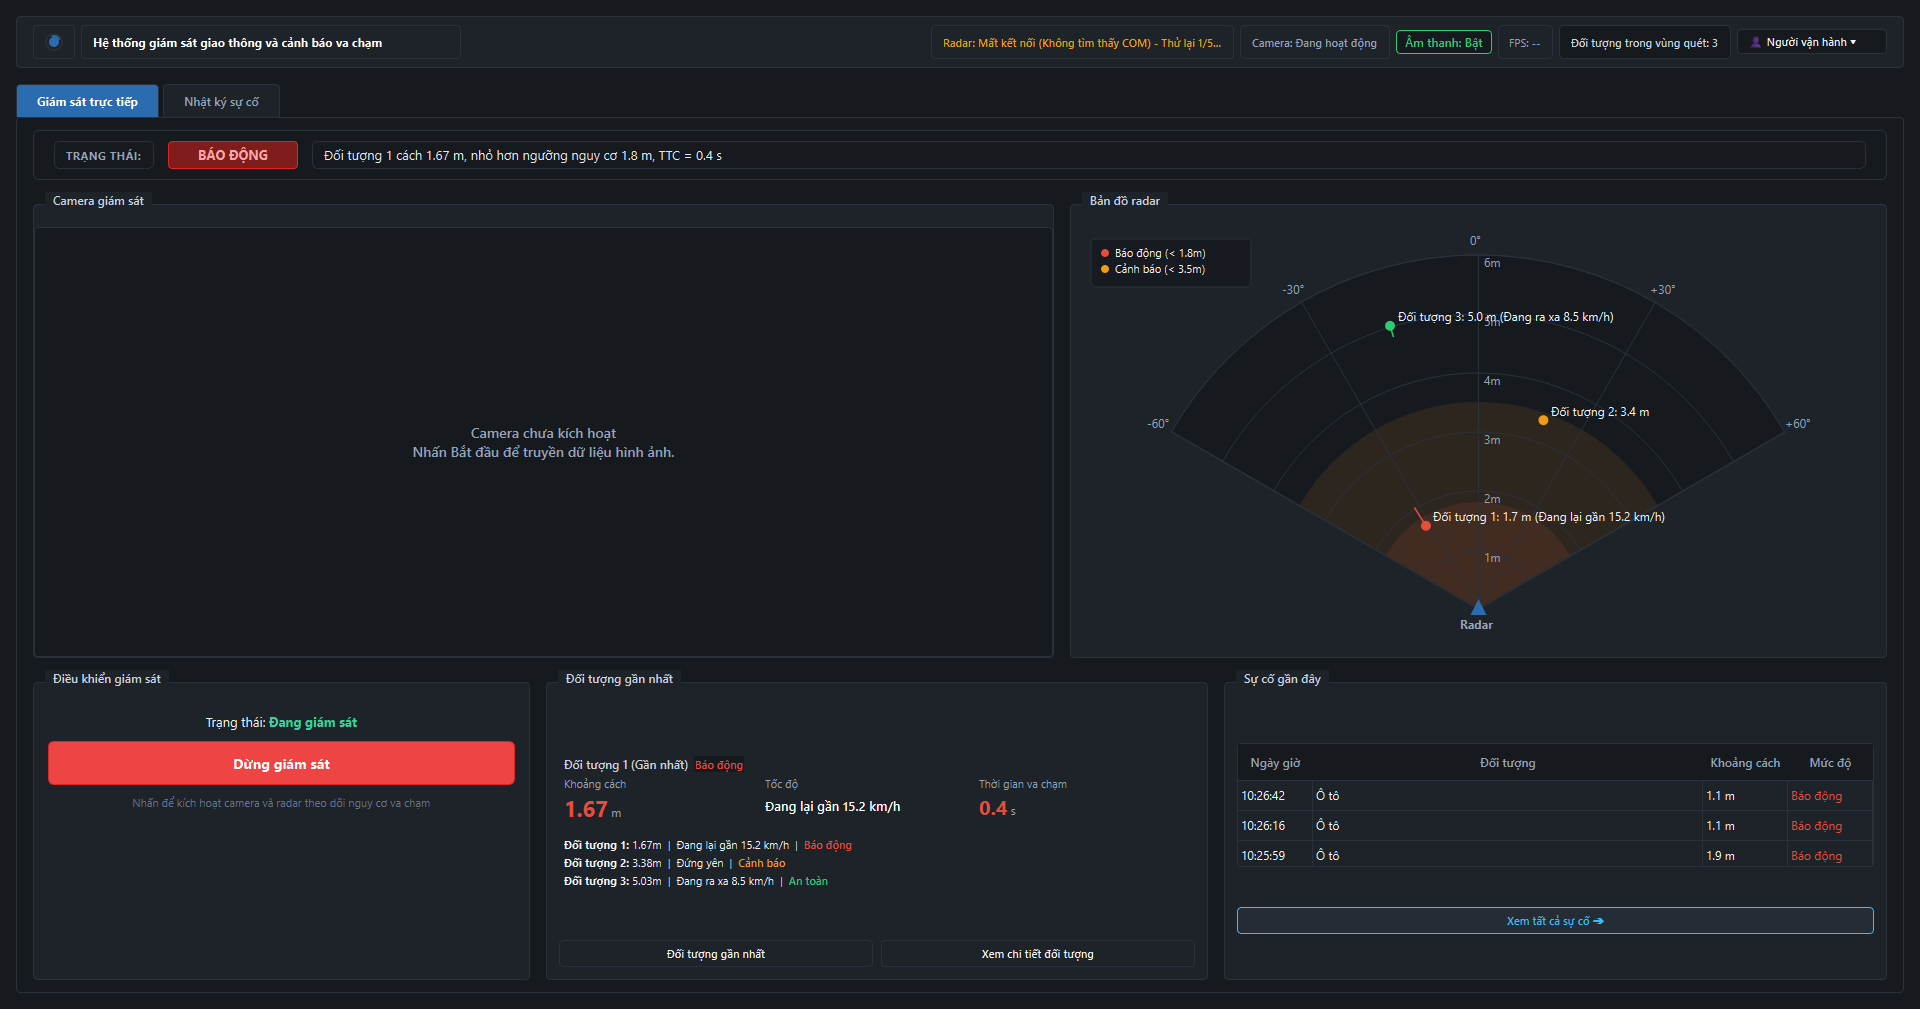 Hệ thống giám sát giao thông và cảnh báo va chạm
Radar: Mất kết nối (Không tìm thấy COM) - Thử lại 1/5...
Camera: Đang hoạt động
Âm thanh: Bật
FPS: --
Đối tượng trong vùng quét: 3
Người vận hành ▾
Giám sát trực tiếp
Nhật ký sự cố
TRẠNG THÁI:
BÁO ĐỘNG
Đối tượng 1 cách 1.67 m, nhỏ hơn ngưỡng nguy cơ 1.8 m, TTC = 0.4 s
Camera giám sát
Camera chưa kích hoạt
Nhấn Bắt đầu để truyền dữ liệu hình ảnh.
Bản đồ radar
Báo động (< 1.8m)
Cảnh báo (< 3.5m)
0°
6m
-30°
+30°
Đối tượng 3: 5.0 m (Đang ra xa 8.5 km/h)
5m
4m
Đối tượng 2: 3.4 m
-60°
+60°
3m
2m
Đối tượng 1: 1.7 m (Đang lại gần 15.2 km/h)
1m
Radar
Điều khiển giám sát
Trạng thái: Đang giám sát
Dừng giám sát
Nhấn để kích hoạt camera và radar theo dõi nguy cơ va chạm
Đối tượng gần nhất
Đối tượng 1 (Gần nhất) Báo động
Khoảng cách
Tốc độ
Thời gian va chạm
1.67 m
Đang lại gần 15.2 km/h
0.4 s
Đối tượng 1: 1.67m | Đang lại gần 15.2 km/h | Báo động
Đối tượng 2: 3.38m | Đứng yên | Cảnh báo
Đối tượng 3: 5.03m | Đang ra xa 8.5 km/h | An toàn
Đối tượng gần nhất
Xem chi tiết đối tượng
Sự cố gần đây
Ngày giờ Đối tượng Khoảng cách Mức độ
10:26:42 Ô tô 1.1 m Báo động
10:26:16 Ô tô 1.1 m Báo động
10:25:59 Ô tô 1.9 m Báo động
Xem tất cả sự cố ➔